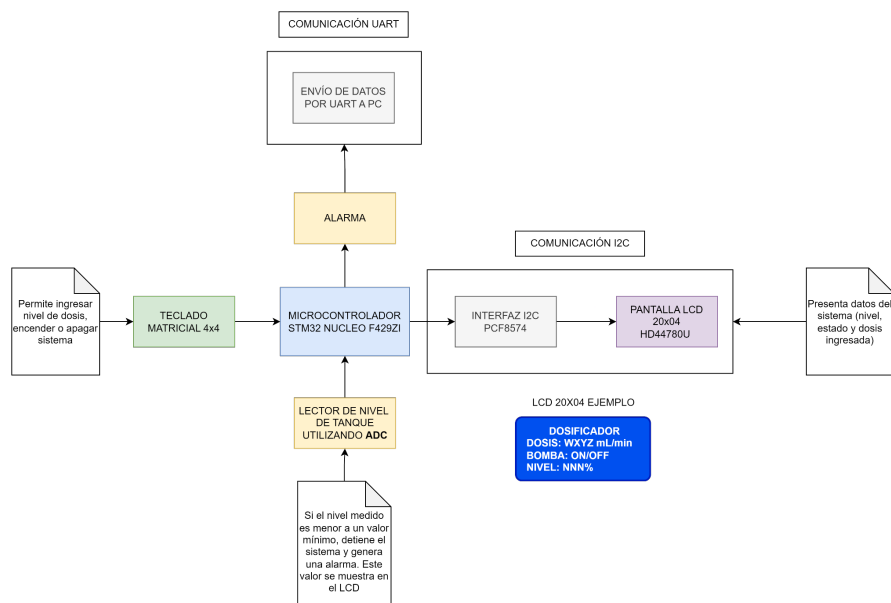 COMUNICACIÓN UART
ENVÍO DE DATOS
POR UART A PC
ALARMA
COMUNICACIÓN I2C
Permite ingresar
nivel de dosis,
encender o apagar
sistema
TECLADO
MATRICIAL 4x4
MICROCONTROLADOR
STM32 NUCLEO F429ZI
INTERFAZ I2C
PCF8574
PANTALLA LCD
20x04
HD44780U
Presenta datos del
sistema (nivel,
estado y dosis
ingresada)
LECTOR DE NIVEL
DE TANQUE
UTILIZANDO ADC
LCD 20X04 EJEMPLO
DOSIFICADOR
DOSIS: WXYZ mL/min
BOMBA: ON/OFF
NIVEL: NNN%
Si el nivel medido
es menor a un valor
mínimo, detiene el
sistema y genera
una alarma. Este
valor se muestra en
el LCD